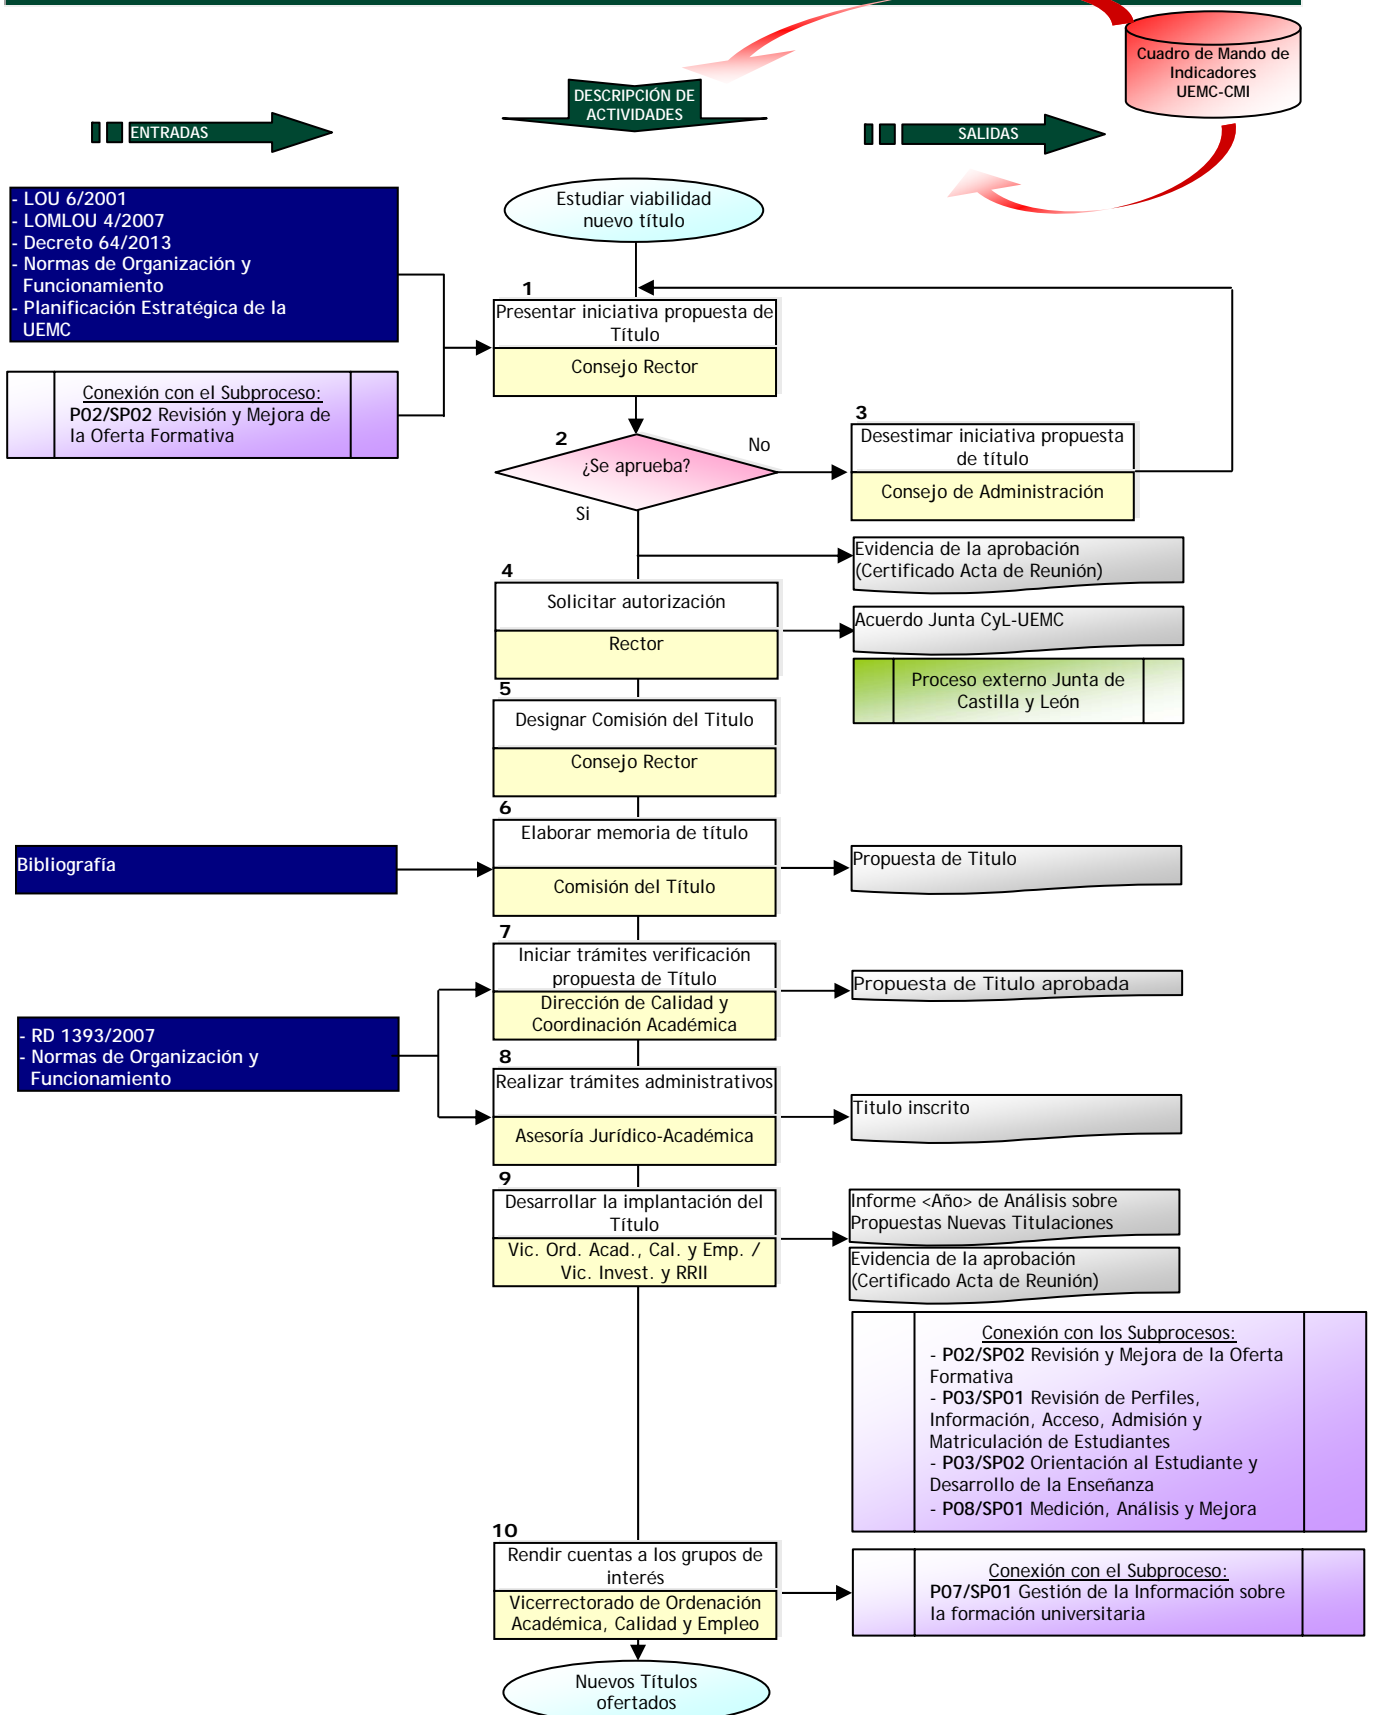 Cuadro de Mando de
Indicadores
UEMC-CMI
ENTRADAS
DESCRIPCIÓN DE
ACTIVIDADES
SALIDAS
- LOU 6/2001
- LOMLOU 4/2007
- Decreto 64/2013
- Normas de Organización y
Funcionamiento
- Planificación Estratégica de la
UEMC
Estudiar viabilidad
nuevo título
1
Presentar iniciativa propuesta de
Título
Consejo Rector
Conexión con el Subproceso:
P02/SP02 Revisión y Mejora de
la Oferta Formativa
2
¿Se aprueba?
No
Si
3
Desestimar iniciativa propuesta
de título
Consejo de Administración
Evidencia de la aprobación
(Certificado Acta de Reunión)
4
Solicitar autorización
Rector
Acuerdo Junta CyL-UEMC
Proceso externo Junta de
Castilla y León
5
Designar Comisión del Titulo
Consejo Rector
6
Elaborar memoria de título
Comisión del Título
Bibliografía
Propuesta de Titulo
7
Iniciar trámites verificación
propuesta de Título
Dirección de Calidad y
Coordinación Académica
Propuesta de Titulo aprobada
- RD 1393/2007
- Normas de Organización y
Funcionamiento
8
Realizar trámites administrativos
Asesoría Jurídico-Académica
Titulo inscrito
9
Desarrollar la implantación del
Título
Vic. Ord. Acad., Cal. y Emp. /
Vic. Invest. y RRII
Informe <Año> de Análisis sobre
Propuestas Nuevas Titulaciones
Evidencia de la aprobación
(Certificado Acta de Reunión)
Conexión con los Subprocesos:
- P02/SP02 Revisión y Mejora de la Oferta
Formativa
- P03/SP01 Revisión de Perfiles,
Información, Acceso, Admisión y
Matriculación de Estudiantes
- P03/SP02 Orientación al Estudiante y
Desarrollo de la Enseñanza
- P08/SP01 Medición, Análisis y Mejora
10
Rendir cuentas a los grupos de
interés
Vicerrectorado de Ordenación
Académica, Calidad y Empleo
Conexión con el Subproceso:
P07/SP01 Gestión de la Información sobre
la formación universitaria
Nuevos Títulos
ofertados